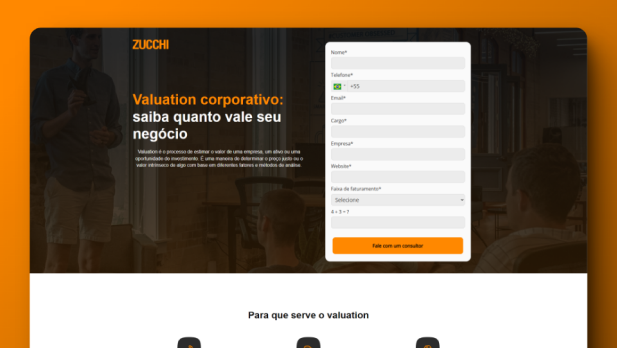 ZUCCHI
Valuation corporativo:
saiba quanto vale seu
negócio
Valuation é o processo de estimar o valor de uma empresa, um ativo ou uma
oportunidade de investimento. É uma maneira de determinar o preço justo ou o
valor intrínseco de algo com base em diferentes fatores e métodos de análise.
Nome*
Telefone*
+55
Email*
Cargo*
Empresa*
Website*
Faixa de faturamento*
Selecione
4 + 3 = ?
Fale com um consultor
Para que serve o valuation